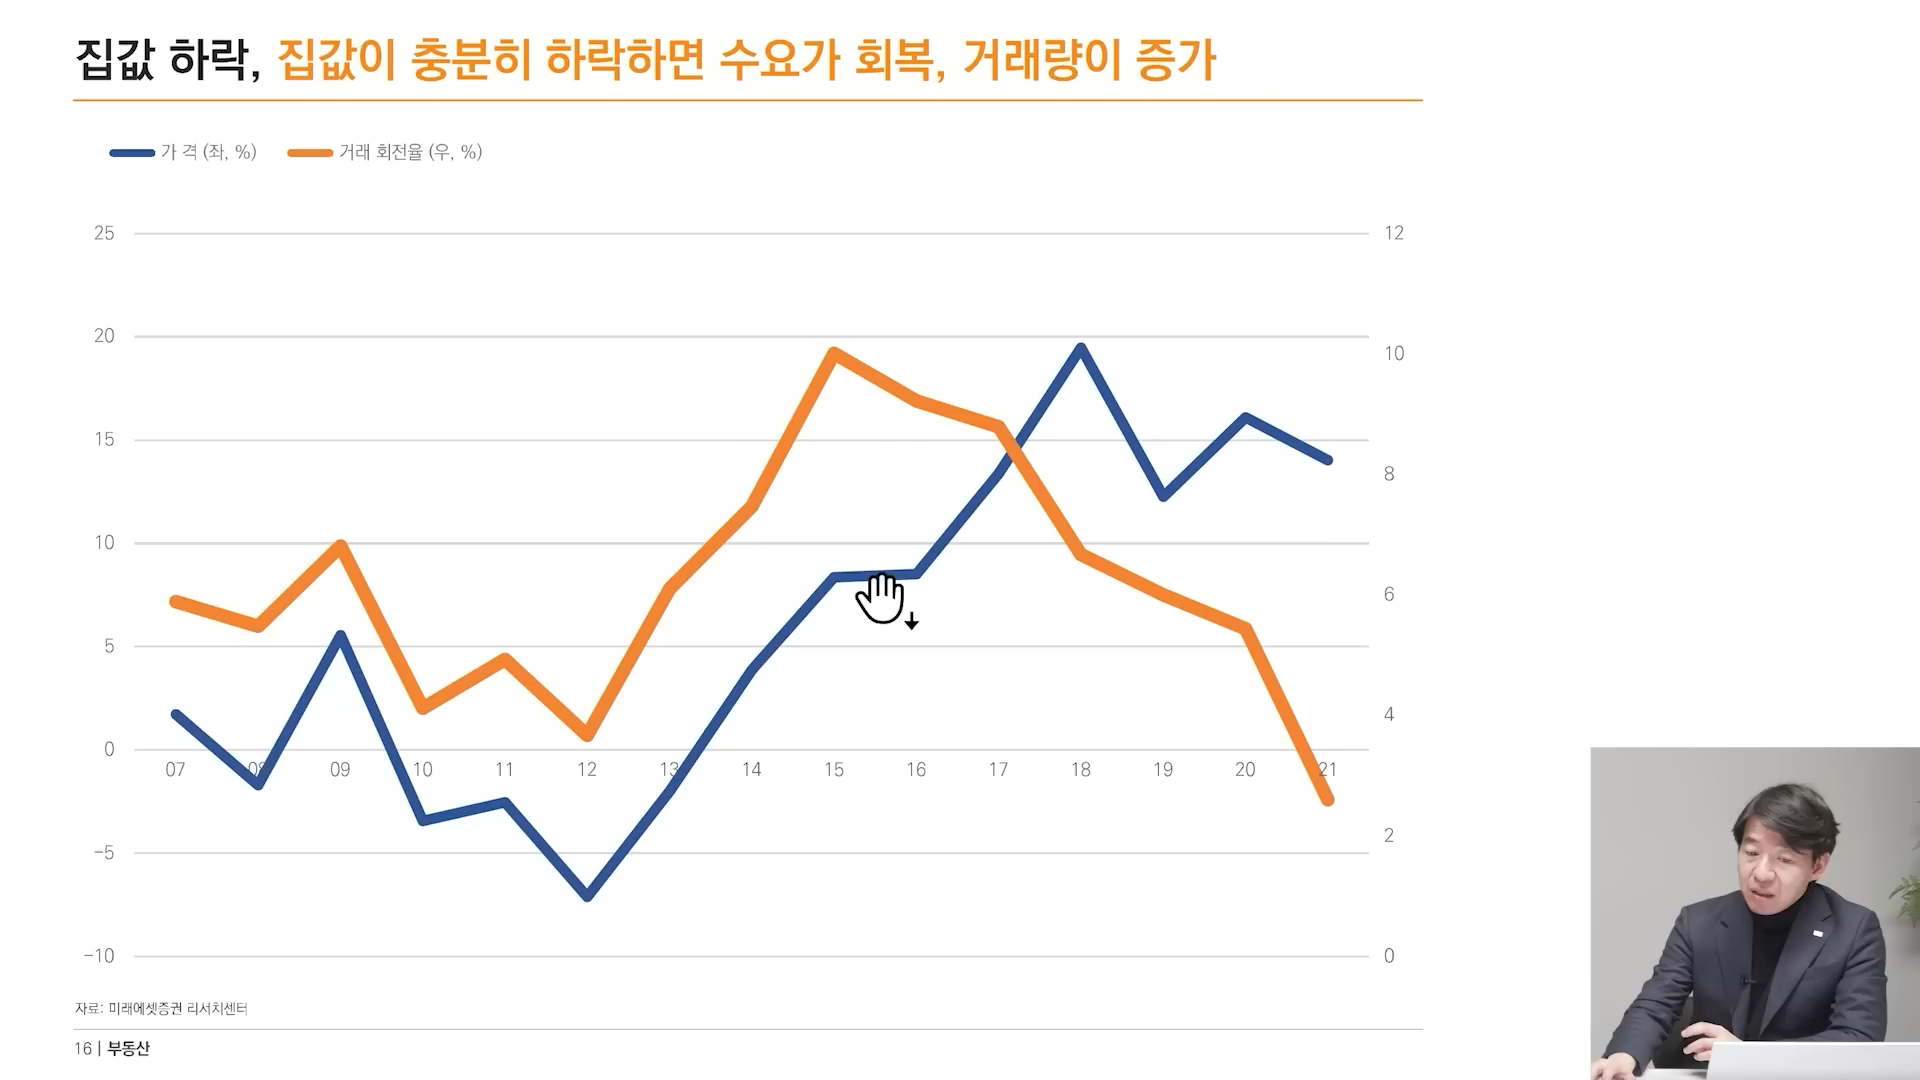 집값 하락, 집값이 충분히 하락하면 수요가 회복, 거래량이 증가
가 격 (좌, %) 거래 회전율 (우, %)
25 12
20
10
15
8
10
6
5
4
0
07 08 09 10 11 12 13 14 15 16 17 18 19 20 21
2
-5
-10 0
자료: 미래에셋증권 리서치센터
16 | 부동산